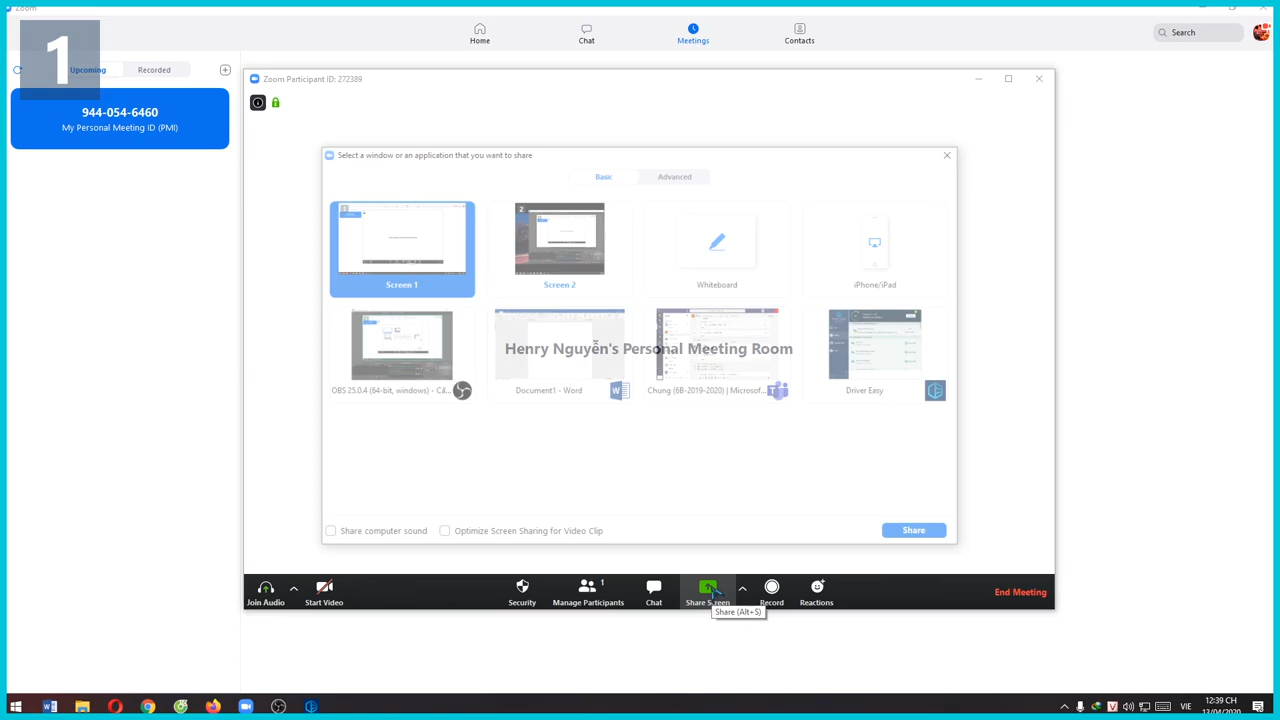 Zoom
1
Home
Chat
Meetings
Contacts
Search
Upcoming
Recorded
944-054-6460
My Personal Meeting ID (PMI)
Zoom Participant ID: 272389
Select a window or an application that you want to share
Basic
Advanced
1
2
Screen 1
Screen 2
Whiteboard
iPhone/iPad
Henry Nguyễn's Personal Meeting Room
OBS 25.0.4 (64-bit, windows) - Cấ...
Document1 - Word
Chung (6B-2019-2020) | Microsof...
Driver Easy
Share computer sound
Optimize Screen Sharing for Video Clip
Share
Join Audio
Start Video
Security
1
Manage Participants
Chat
Share Screen
Record
Reactions
End Meeting
Share (Alt+S)
VIE
12:39 CH
13/04/2020